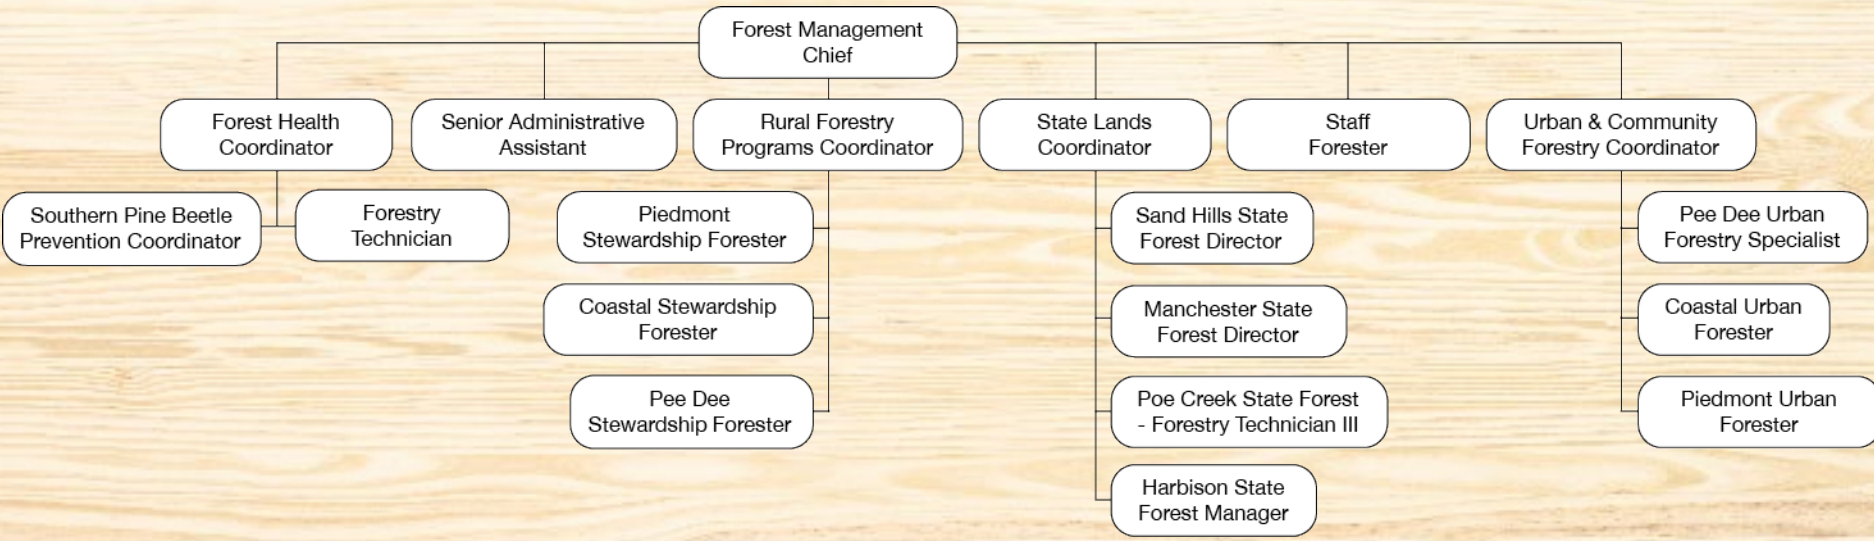 Forest Management
Chief
Forest Health
Coordinator
Senior Administrative
Assistant
Rural Forestry
Programs Coordinator
State Lands
Coordinator
Staff
Forester
Urban & Community
Forestry Coordinator
Southern Pine Beetle
Prevention Coordinator
Forestry
Technician
Piedmont
Stewardship Forester
Coastal Stewardship
Forester
Pee Dee
Stewardship Forester
Sand Hills State
Forest Director
Manchester State
Forest Director
Poe Creek State Forest
- Forestry Technician III
Harbison State
Forest Manager
Pee Dee Urban
Forestry Specialist
Coastal Urban
Forester
Piedmont Urban
Forester